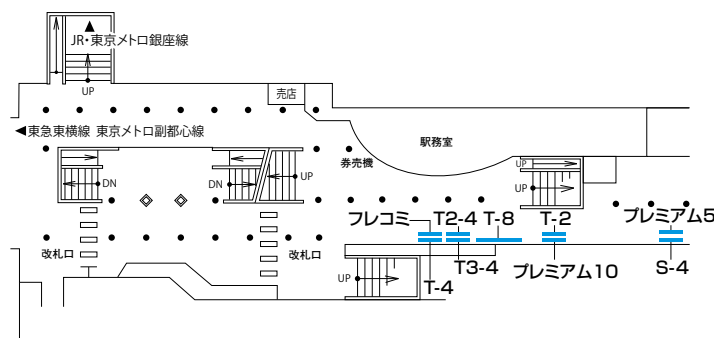 JR・東京メトロ銀座線
UP
売店
◀東急東横線 東京メトロ副都心線
券売機
駅務室
UP
UP
DN
DN
UP
フレコミ
T2-4
T-8
T-2
プレミアム5
改札口
改札口
UP
T-4
T3-4
プレミアム10
S-4